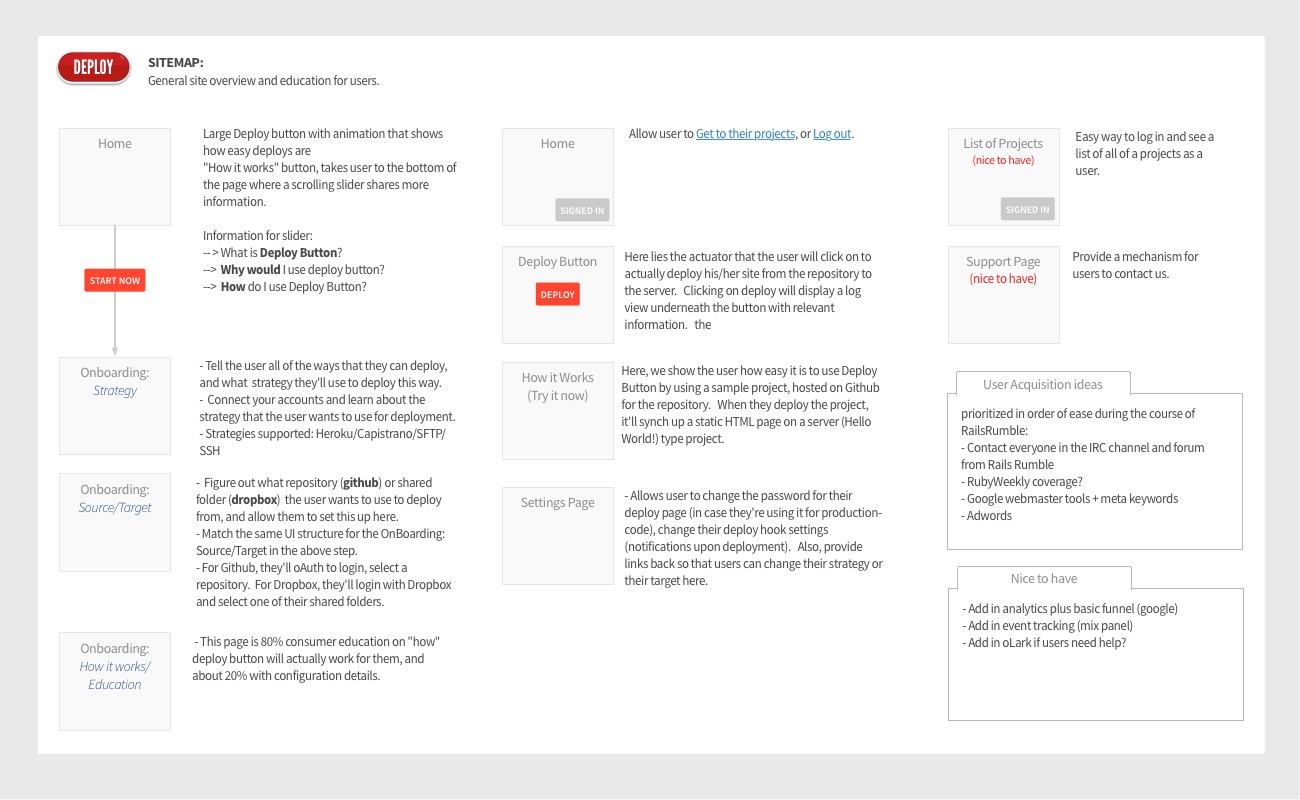 DEPLOY
SITEMAP:
General site overview and education for users.
Home
Large Deploy button with animation that shows
how easy deploys are
"How it works" button, takes user to the bottom of
the page where a scrolling slider shares more
information.
Information for slider:
-- > What is Deploy Button?
--> Why would I use deploy button?
--> How do I use Deploy Button?
START NOW
Onboarding:
Strategy
- Tell the user all of the ways that they can deploy,
and what strategy they'll use to deploy this way.
- Connect your accounts and learn about the
strategy that the user wants to use for deployment.
- Strategies supported: Heroku/Capistrano/SFTP/
SSH
Onboarding:
Source/Target
- Figure out what repository (github) or shared
folder (dropbox) the user wants to use to deploy
from, and allow them to set this up here.
- Match the same UI structure for the OnBoarding:
Source/Target in the above step.
- For Github, they'll oAuth to login, select a
repository. For Dropbox, they'll login with Dropbox
and select one of their shared folders.
Onboarding:
How it works/
Education
- This page is 80% consumer education on "how"
deploy button will actually work for them, and
about 20% with configuration details.
Home
SIGNED IN
Allow user to Get to their projects, or Log out.
Deploy Button
DEPLOY
Here lies the actuator that the user will click on to
actually deploy his/her site from the repository to
the server. Clicking on deploy will display a log
view underneath the button with relevant
information. the
How it Works
(Try it now)
Here, we show the user how easy it is to use Deploy
Button by using a sample project, hosted on Github
for the repository. When they deploy the project,
it'll synch up a static HTML page on a server (Hello
World!) type project.
Settings Page
- Allows user to change the password for their
deploy page (in case they're using it for production-
code), change their deploy hook settings
(notifications upon deployment). Also, provide
links back so that users can change their strategy or
their target here.
List of Projects
(nice to have)
SIGNED IN
Easy way to log in and see a
list of all of a projects as a
user.
Support Page
(nice to have)
Provide a mechanism for
users to contact us.
User Acquisition ideas
prioritized in order of ease during the course of
RailsRumble:
- Contact everyone in the IRC channel and forum
from Rails Rumble
- RubyWeekly coverage?
- Google webmaster tools + meta keywords
- Adwords
Nice to have
- Add in analytics plus basic funnel (google)
- Add in event tracking (mix panel)
- Add in oLark if users need help?